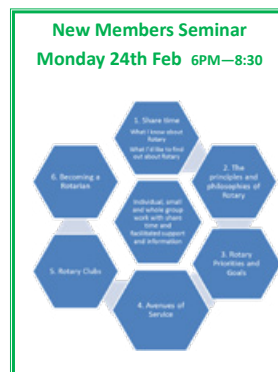 New Members Seminar
Monday 24th Feb 6PM—8:30
1. Share time
What I know about
Rotary
What I'd like to find
out about Rotary
2. The
principles and
philosophies of
Rotary
3. Rotary
Priorities and
Goals
4. Avenues of
Service
5. Rotary Clubs
6. Becoming a
Rotarian
Individual, small
and whole group
work with share
time and
facilitated support
and information